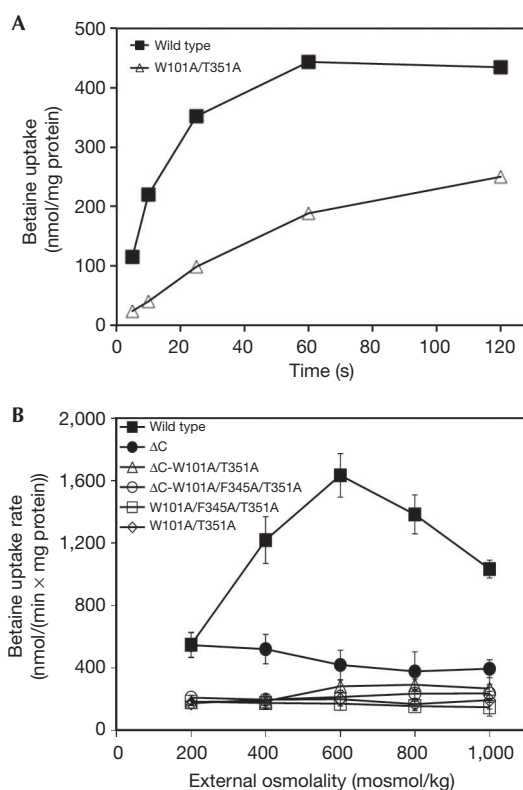 A
500
400
300
200
100
0
Betaine uptake
(nmol/mg protein)
Wild type
W101A/T351A
0 20 40 60 80 100 120
Time (s)
B
2,000
1,600
1,200
800
400
0
Betaine uptake rate
(nmol/(min × mg protein))
Wild type
ΔC
ΔC-W101A/T351A
ΔC-W101A/F345A/T351A
W101A/F345A/T351A
W101A/T351A
0 200 400 600 800 1,000
External osmolality (mosmol/kg)